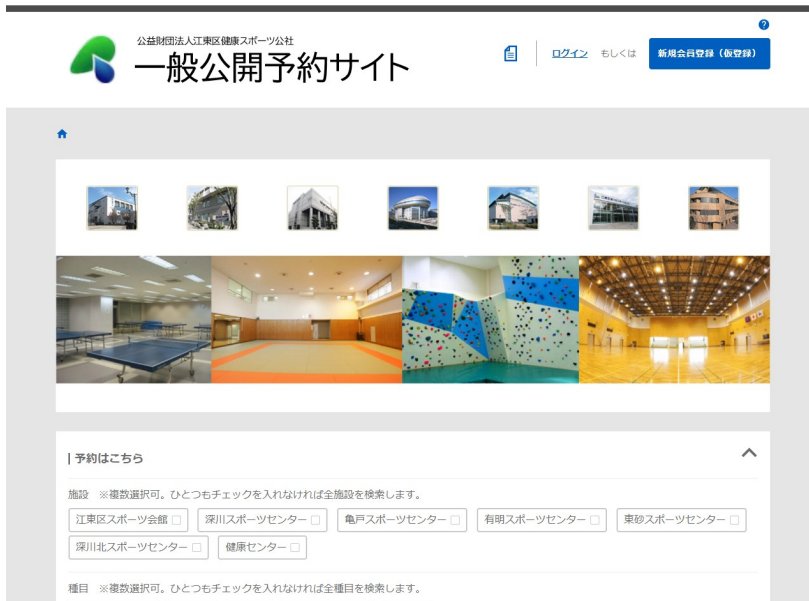 公益財団法人江東区健康スポーツ公社
一般公開予約サイト
ログイン もしくは 新規会員登録（仮登録）
予約はこちら
施設 ※複数選択可。ひとつもチェックを入れなければ全施設を検索します。
江東区スポーツ会館 深川スポーツセンター 亀戸スポーツセンター 有明スポーツセンター 東砂スポーツセンター
深川北スポーツセンター 健康センター
種目 ※複数選択可。ひとつもチェックを入れなければ全種目を検索します。